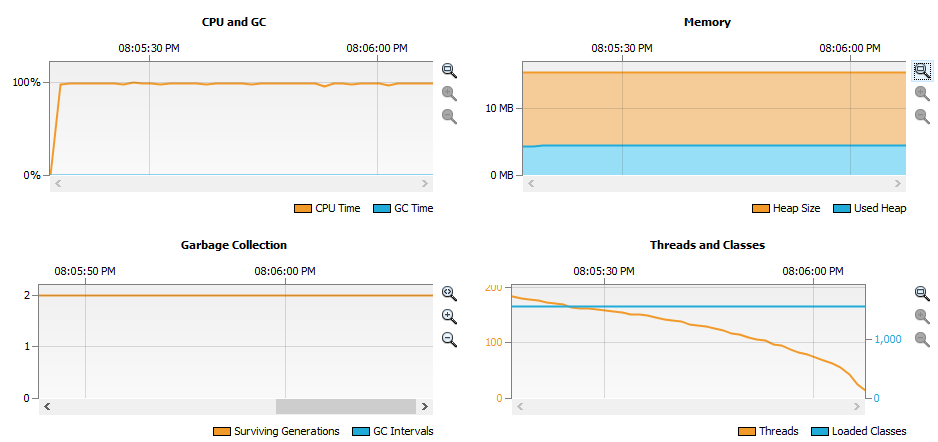 CPU and GC
08:05:30 PM 08:06:00 PM
100%
0%
CPU Time GC Time
Memory
08:05:30 PM 08:06:00 PM
10 MB
0 MB
Heap Size Used Heap
Garbage Collection
08:05:50 PM 08:06:00 PM
2
1
0
Surviving Generations GC Intervals
Threads and Classes
08:05:30 PM 08:06:00 PM
200
100 1,000
0 0
Threads Loaded Classes